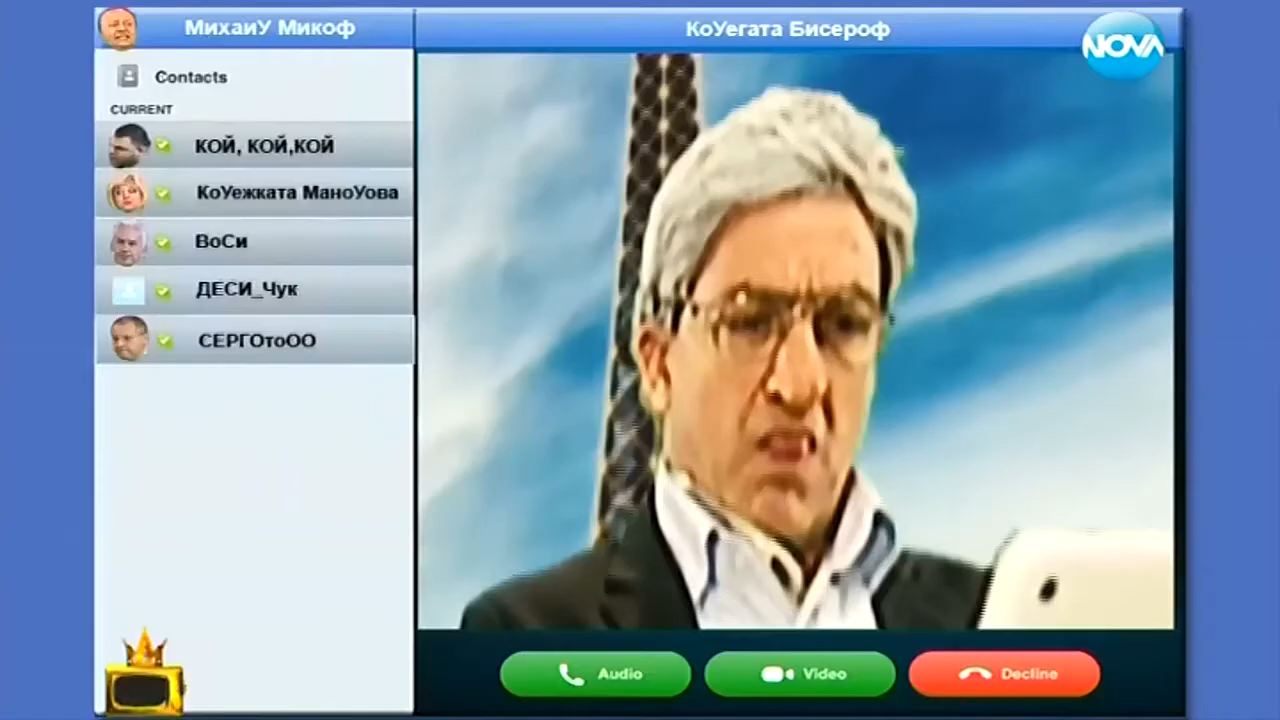 МихаиУ Микоф
КоУегата Бисероф
NOVA
Contacts
CURRENT
КОЙ, КОЙ,КОЙ
КоУежката МаноУова
ВоСи
ДЕСИ_Чук
СЕРГОтоОО
Audio
Video
Decline